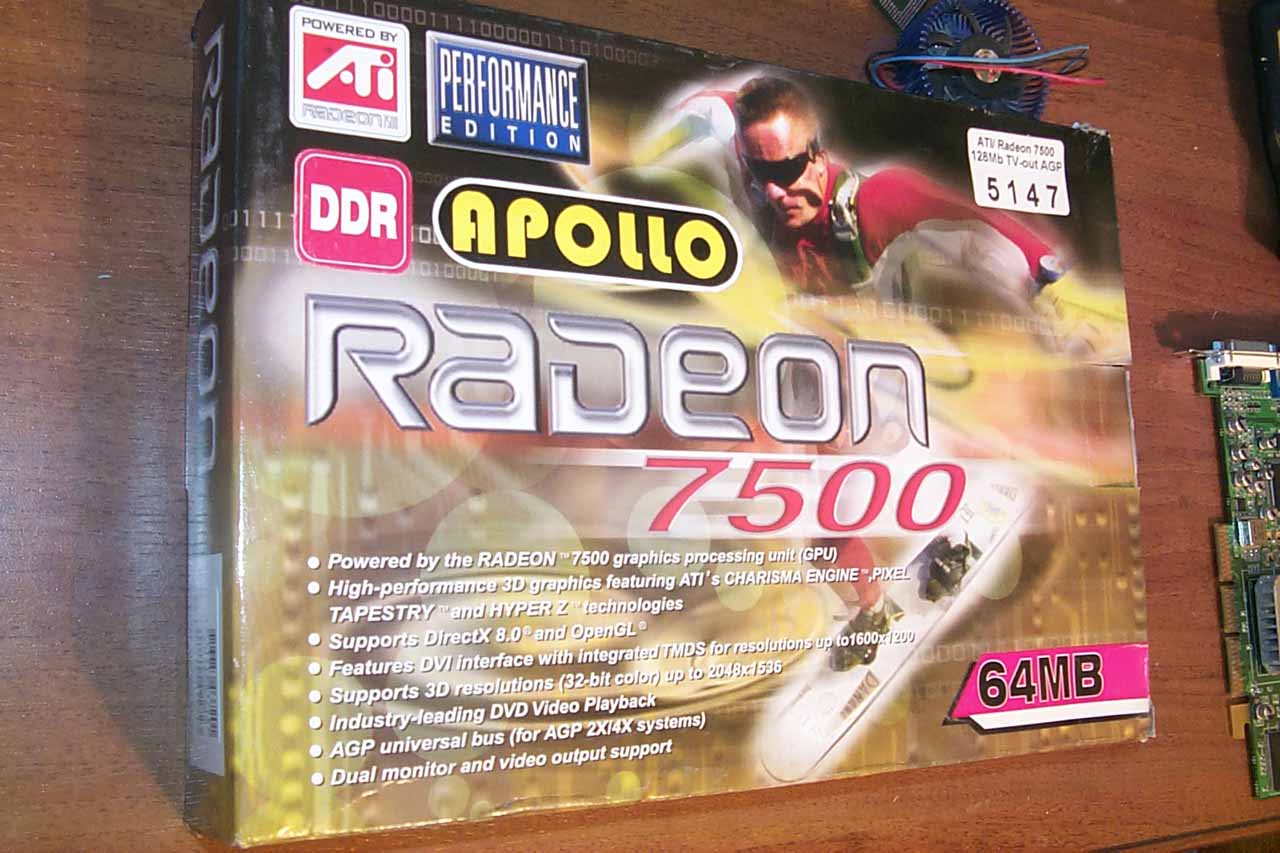 POWERED BY
ATi
RADEON
PERFORMANCE
EDITION
DDR
APOLLO
ATI/ Radeon 7500
128Mb TV-out AGP
5147
RADEON
RADEON
7500
• Powered by the RADEON™ 7500 graphics processing unit (GPU)
• High-performance 3D graphics featuring ATI's CHARISMA ENGINE™,PIXEL
TAPESTRY™ and HYPER Z™ technologies
• Supports DirectX 8.0® and OpenGL®
• Features DVI interface with integrated TMDS for resolutions up to1600x1200
• Supports 3D resolutions (32-bit color) up to 2048x1536
• Industry-leading DVD Video Playback
• AGP universal bus (for AGP 2X/4X systems)
• Dual monitor and video output support
64MB